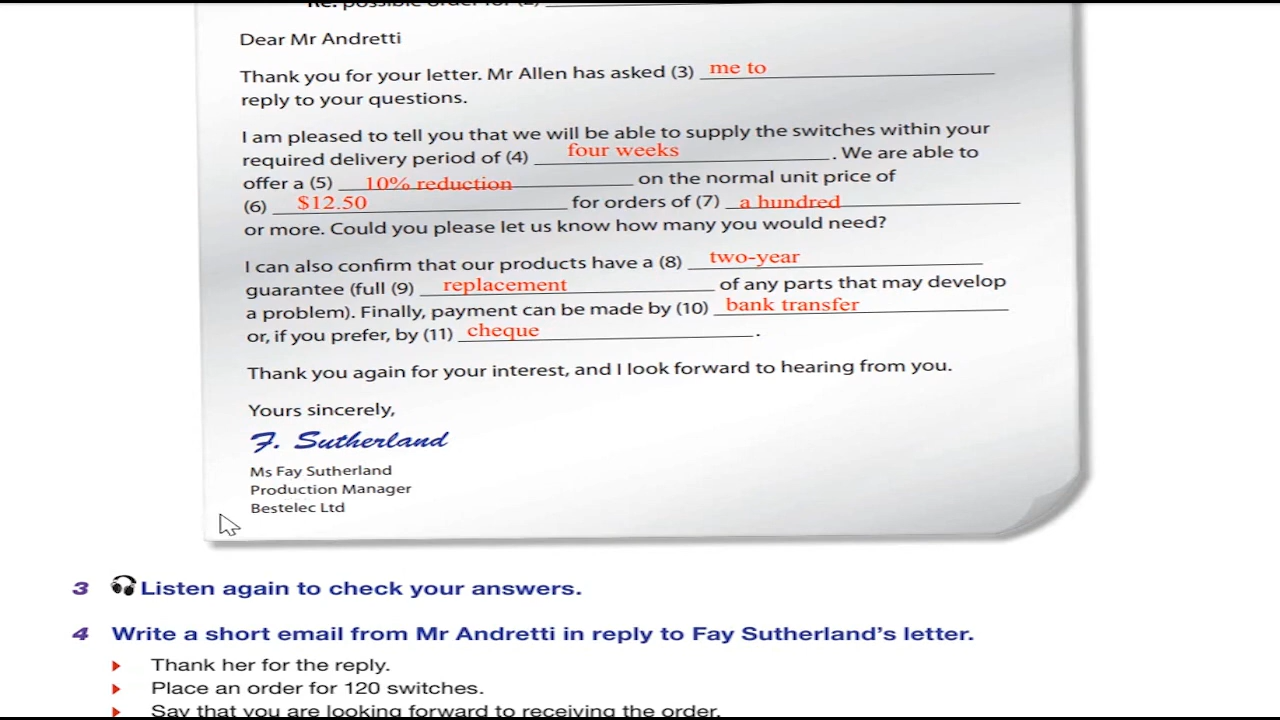 Re: possible order for (2)
Dear Mr Andretti
Thank you for your letter. Mr Allen has asked (3) me to
reply to your questions.
I am pleased to tell you that we will be able to supply the switches within your
required delivery period of (4) four weeks . We are able to
offer a (5) 10% reduction on the normal unit price of
(6) $12.50 for orders of (7) a hundred
or more. Could you please let us know how many you would need?
I can also confirm that our products have a (8) two-year
guarantee (full (9) replacement of any parts that may develop
a problem). Finally, payment can be made by (10) bank transfer
or, if you prefer, by (11) cheque .
Thank you again for your interest, and I look forward to hearing from you.
Yours sincerely,
F. Sutherland
Ms Fay Sutherland
Production Manager
Bestelec Ltd
3 Listen again to check your answers.
4 Write a short email from Mr Andretti in reply to Fay Sutherland's letter.
Thank her for the reply.
Place an order for 120 switches.
Say that you are looking forward to receiving the order.